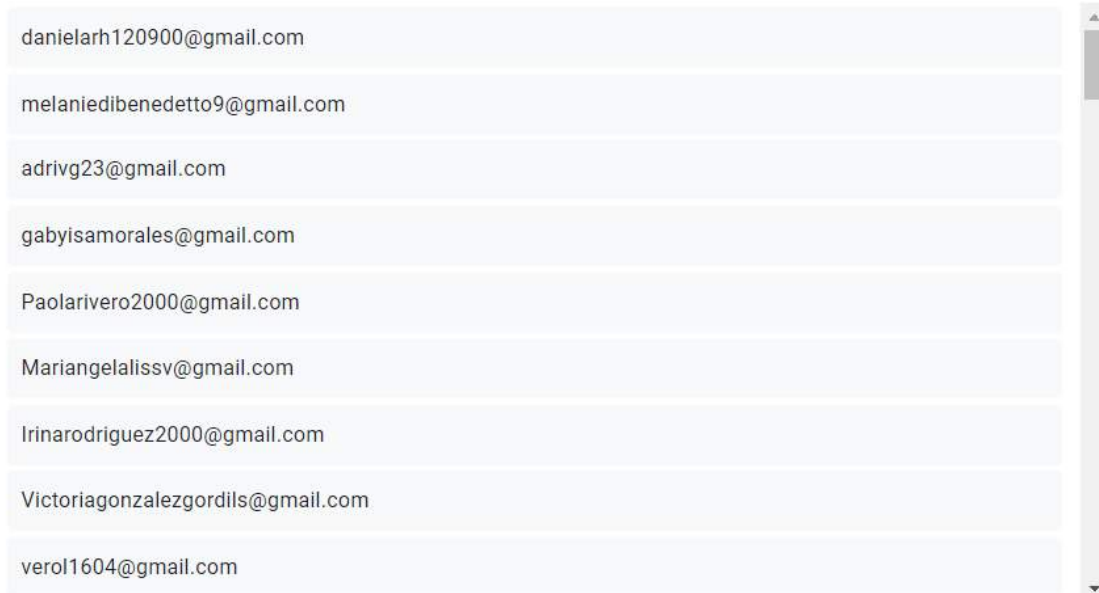 danielarh120900@gmail.com
melaniedibenedetto9@gmail.com
adrivg23@gmail.com
gabyisamorales@gmail.com
Paolarivero2000@gmail.com
Mariangelalissv@gmail.com
Irinarodriguez2000@gmail.com
Victoriagonzalezgordils@gmail.com
verol1604@gmail.com